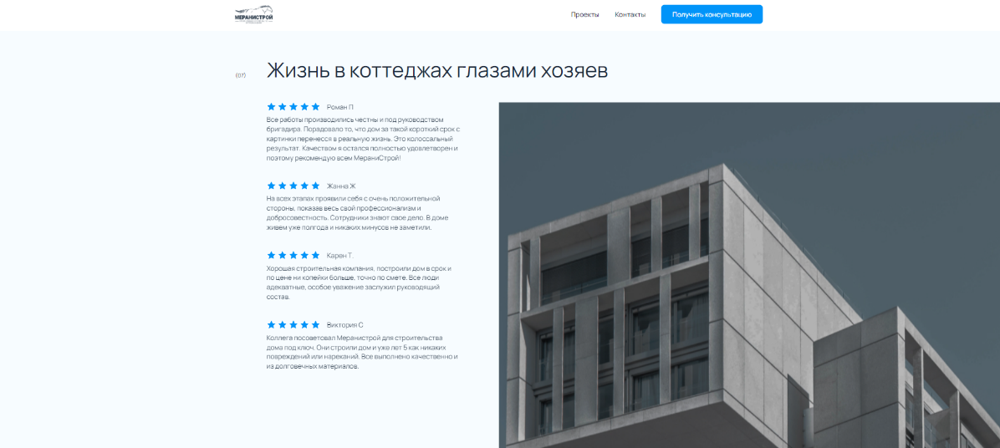 МЕРАНИСТРОЙ
Проекты
Контакты
Получить консультацию
(07)
Жизнь в коттеджах глазами хозяев
Роман П
Все работы производились честны и под руководством
бригадира. Порадовало то, что дом за такой короткий срок с
картинки перенесся в реальную жизнь. Это колоссальный
результат. Качеством я остался полностью удовлетворен и
поэтому рекомендую всем МераниСтрой!
Жанна Ж
На всех этапах проявили себя с очень положительной
стороны, показав весь свой профессионализм и
добросовестность. Сотрудники знают свое дело. В доме
живем уже полгода и никаких минусов не заметили.
Карен Т.
Хорошая строительная компания, построили дом в срок и
по цене ни копейки больше, точно по смете. Все люди
адекватные, особое уважение заслужил руководящий
состав.
Виктория С
Коллега посоветовал Меранистрой для строительства
дома под ключ. Они строили дом и уже лет 5 как никаких
повреждений или нареканий. Все выполнено качественно и
из долговечных материалов.